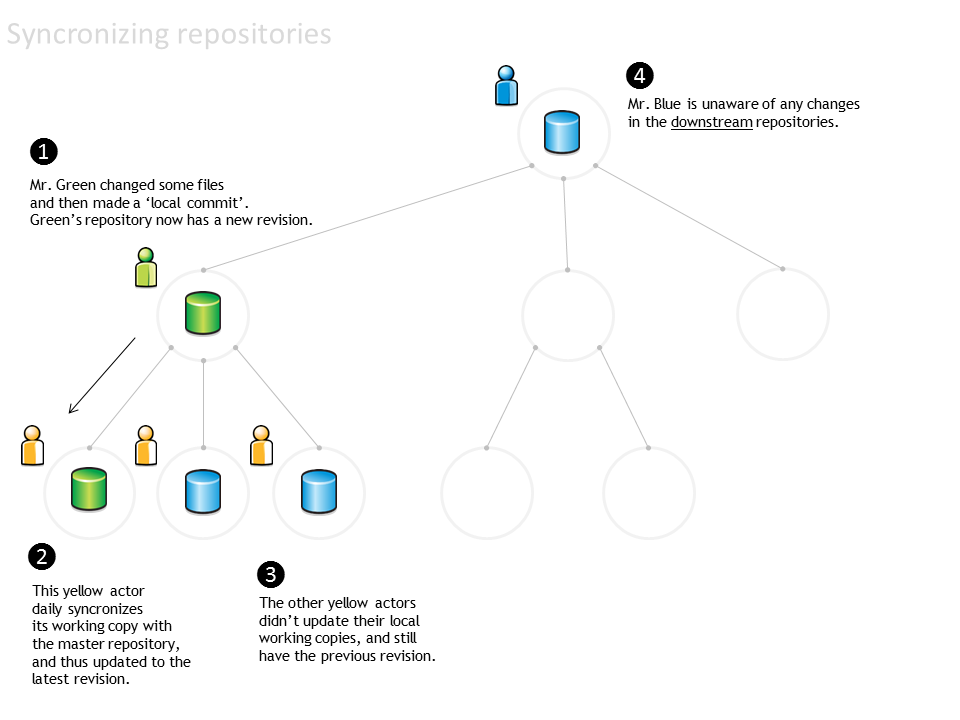 Syncronizing repositories
4
Mr. Blue is unaware of any changes
in the downstream repositories.
1
Mr. Green changed some files
and then made a ‘local commit’.
Green’s repository now has a new revision.
2
This yellow actor
daily syncronizes
its working copy with
the master repository,
and thus updated to the
latest revision.
3
The other yellow actors
didn’t update their local
working copies, and still
have the previous revision.